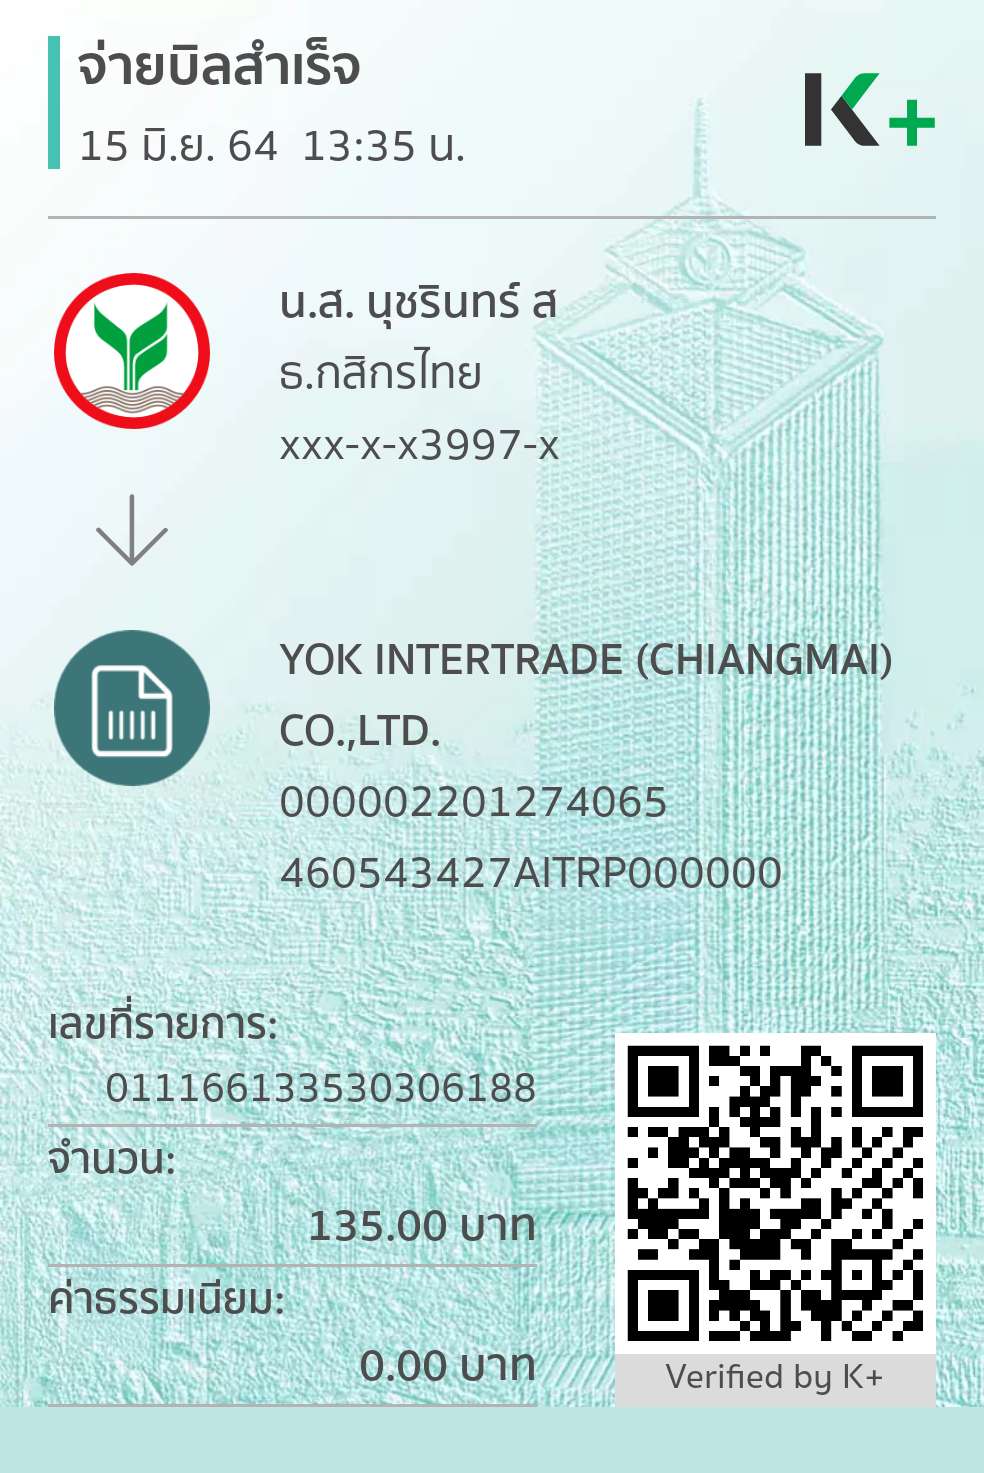 จ่ายบิลสำเร็จ
15 มิ.ย. 64 13:35 น.
K+
น.ส. นุชรินทร์ ส
ธ.กสิกรไทย
xxx-x-x3997-x
YOK INTERTRADE (CHIANGMAI)
CO.,LTD.
000002201274065
460543427AITRP000000
เลขที่รายการ:
011166133530306188
จำนวน:
135.00 บาท
ค่าธรรมเนียม:
0.00 บาท
Verified by K+